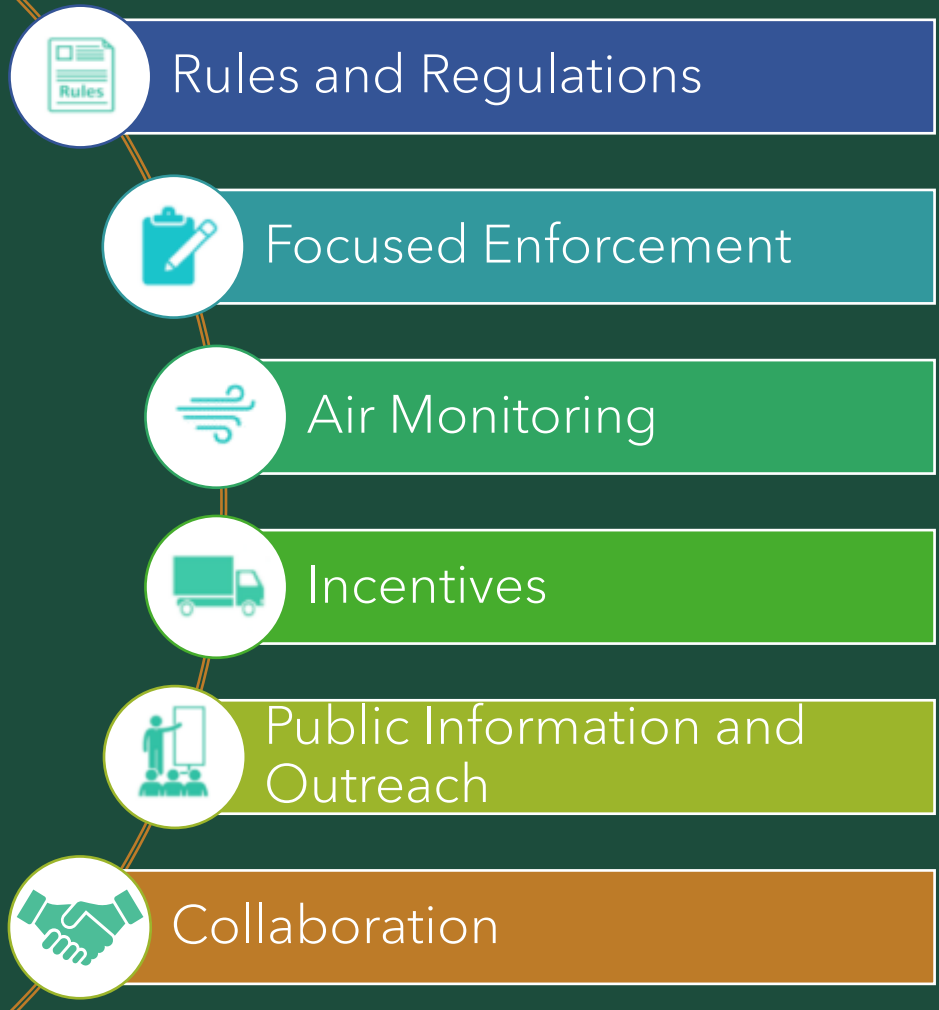 Rules
Rules and Regulations
Focused Enforcement
Air Monitoring
Incentives
Public Information and
Outreach
Collaboration